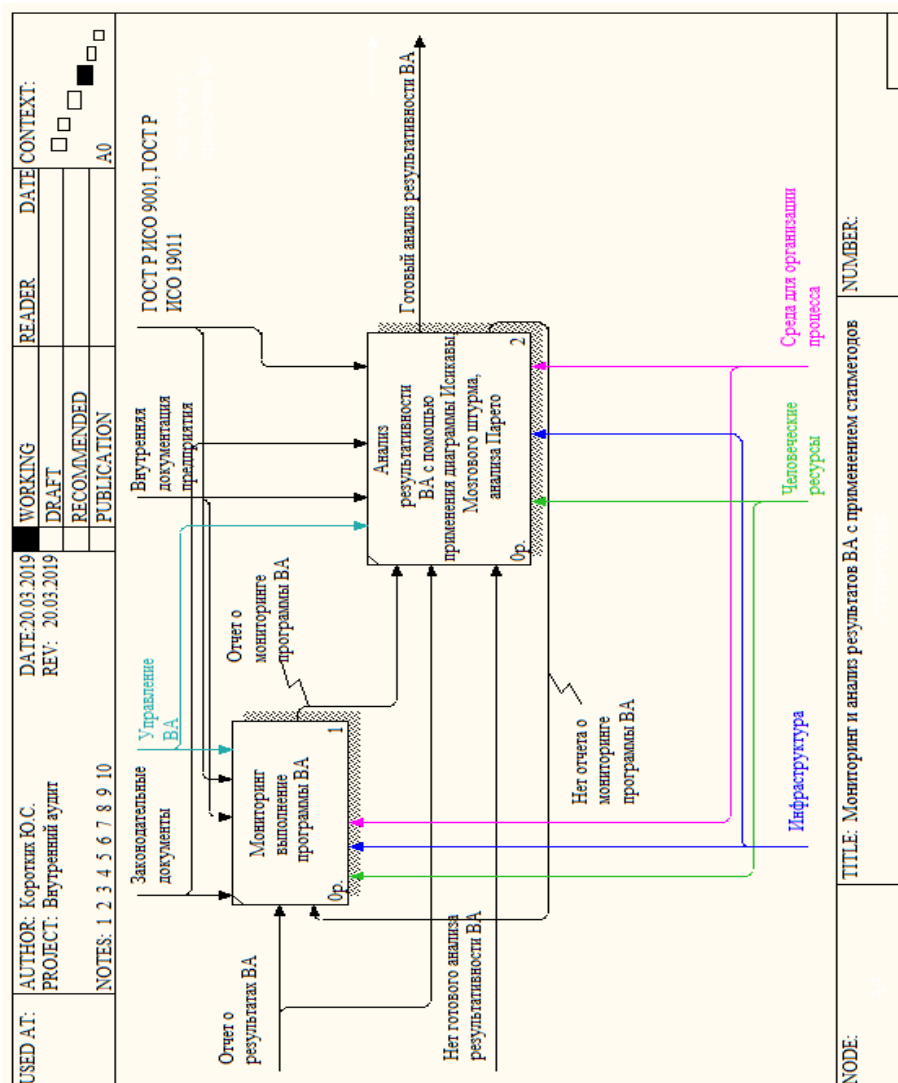 USED AT:
AUTHOR: Коротких Ю.С.
PROJECT: Внутренний аудит
NOTES: 1 2 3 4 5 6 7 8 9 10
DATE:20.03.2019
REV: 20.03.2019
WORKING
DRAFT
RECOMMENDED
PUBLICATION
READER
DATE
CONTEXT:
A0
Законодательные
документы
Управление
ВА
Внутренняя
документация
предприятия
ГОСТ Р ИСО 9001, ГОСТ Р
ИСО 19011
Отчет о
результатах ВА
Мониторинг
выполнение
программы ВА
0р.
1
Отчет о
мониторинге
программы ВА
Анализ
результативности
ВА с помощью
применения диаграммы Исикавы,
Мозгового штурма,
анализа Парето
0р.
2
Готовый анализ результативности ВА
Нет готового анализа
результативности ВА
Нет отчета о
мониторинге
программы ВА
Инфраструктура
Человеческие
ресурсы
Среда для организации
процесса
NODE:
TITLE: Мониторинг и анализ результатов ВА с применением статметодов
NUMBER: